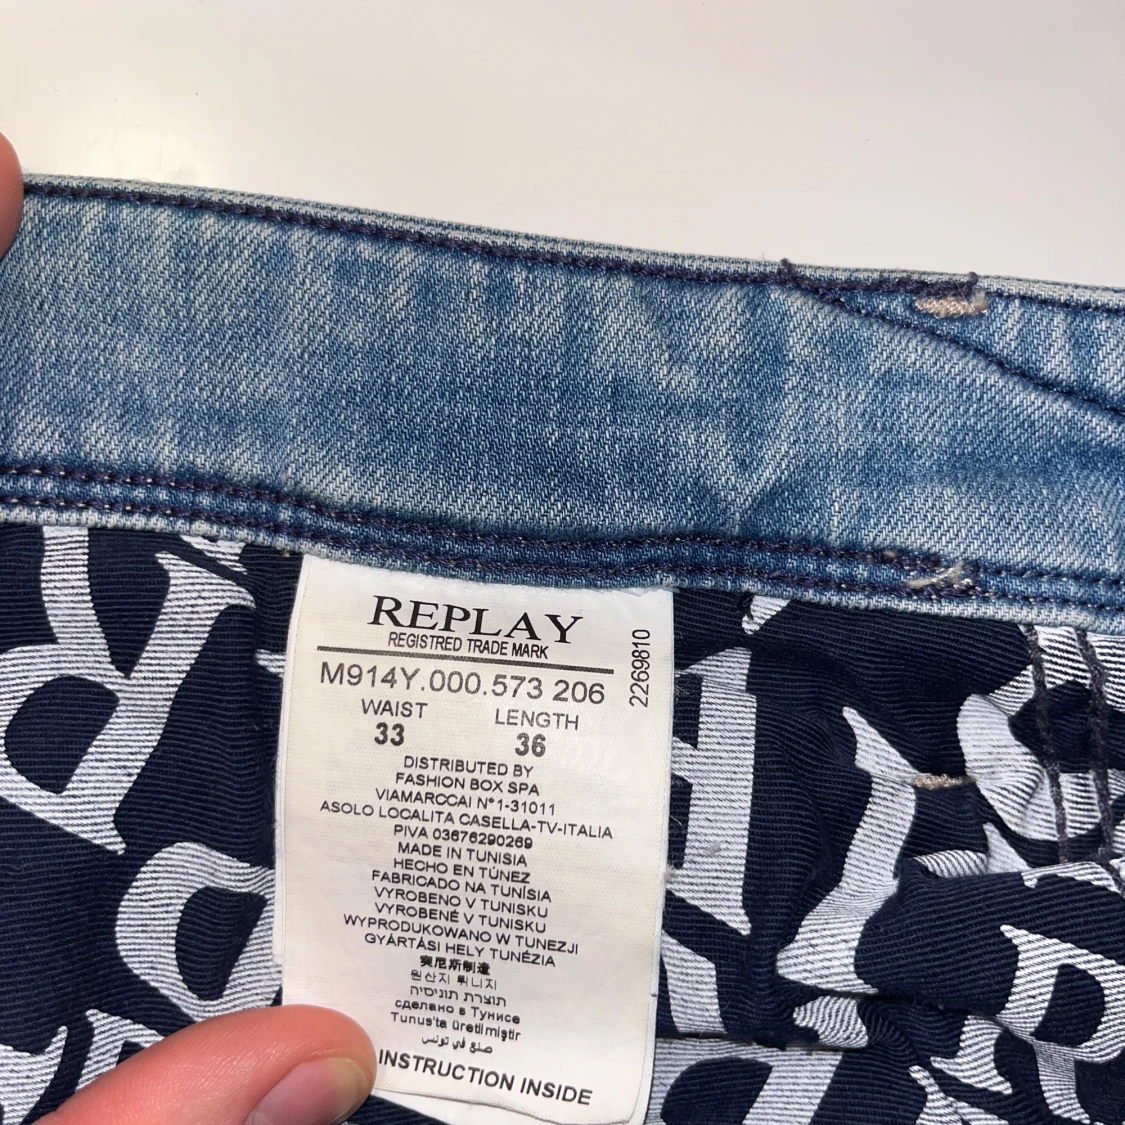 REPLAY
REGISTRED TRADE MARK
M914Y.000.573 206
2269810
WAIST LENGTH
33 36
DISTRIBUTED BY
FASHION BOX SPA
VIAMARCCAI N°1-31011
ASOLO LOCALITA CASELLA-TV-ITALIA
PIVA 03676290269
MADE IN TUNISIA
HECHO EN TÚNEZ
FABRICADO NA TUNÍSIA
VYROBENO V TUNISKU
VYROBENÉ V TUNISKU
WYPRODUKOWANO W TUNEZJI
GYÁRTÁSI HELY TUNÉZIA
突尼斯制造
원산지 튀니지
תוצרת תוניסיה
сделано в Тунисе
Tunus'ta üretilmiştir
صنع في تونس
INSTRUCTION INSIDE